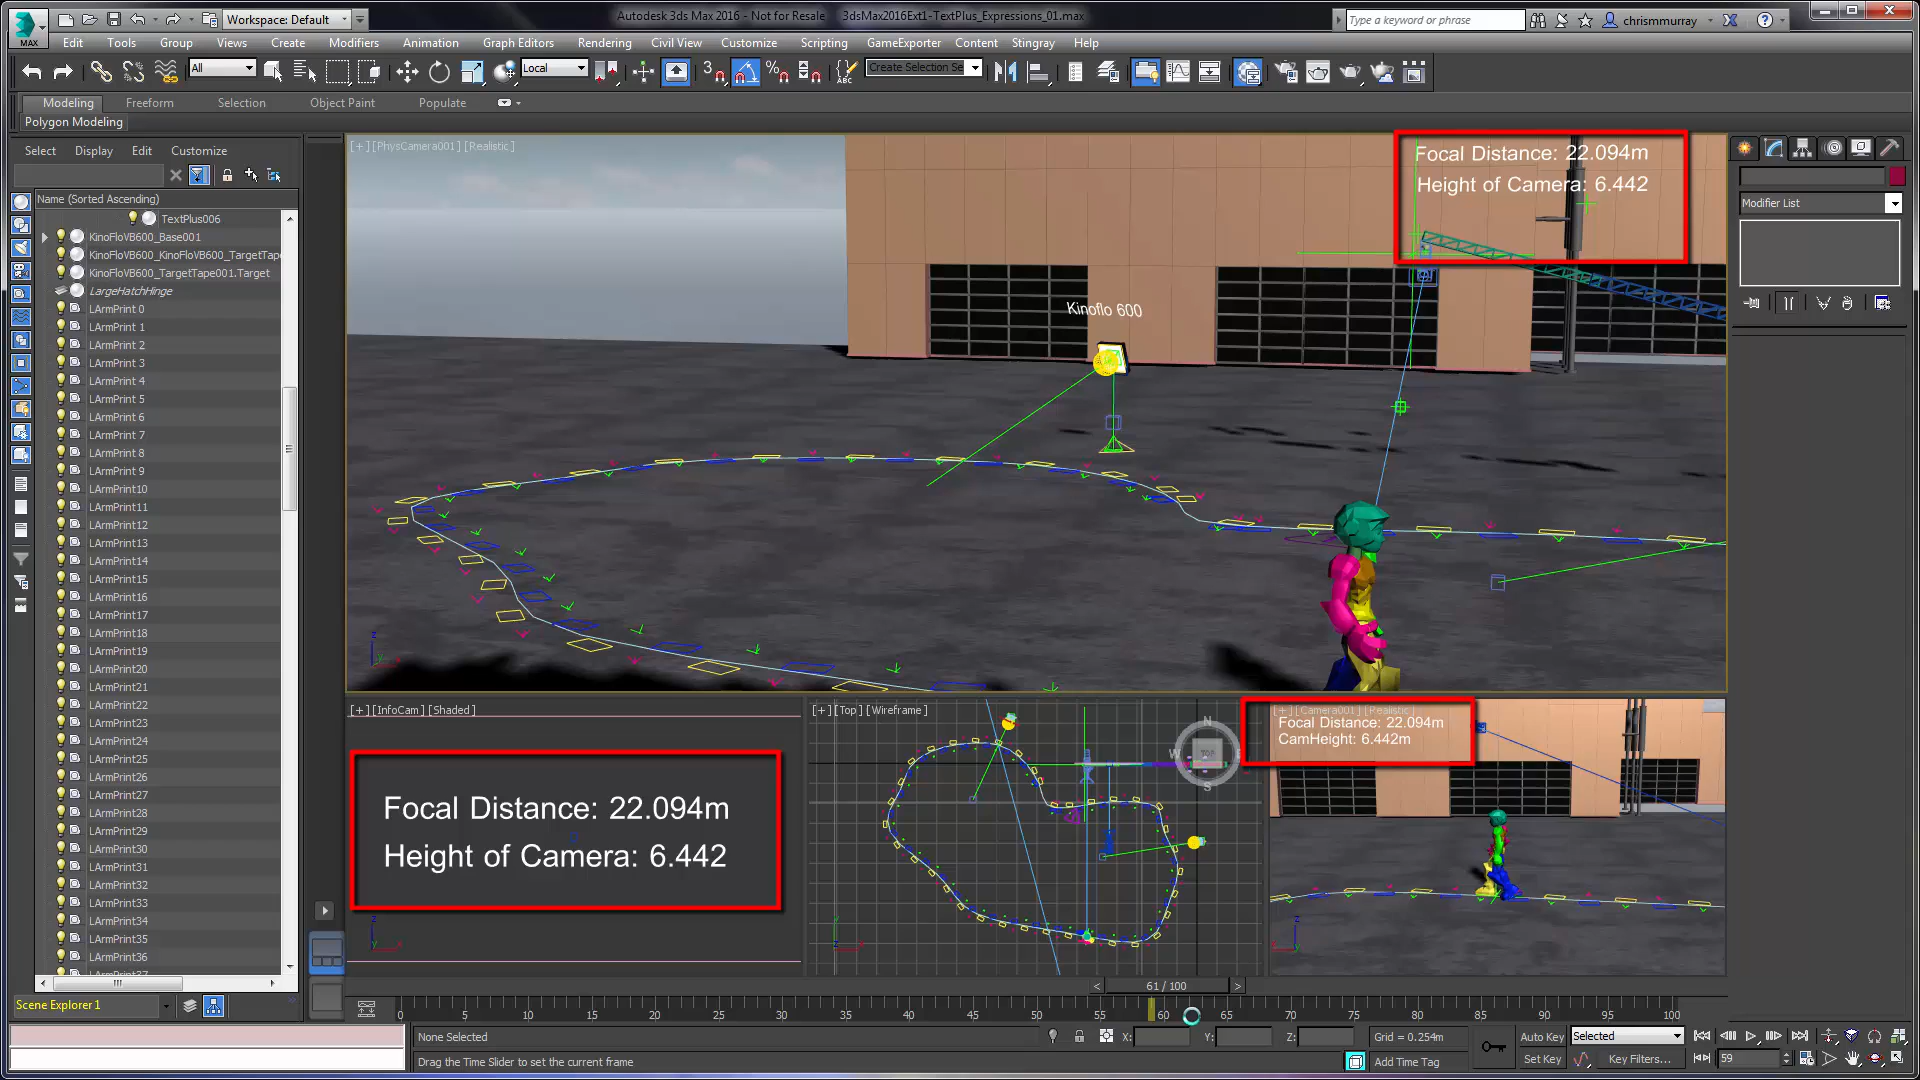 Workspace: Default
Autodesk 3ds Max 2016 - Not for Resale    3dsMax2016Ext1-TextPlus_Expressions_01.max
Type a keyword or phrase
chrismmurray
MAX
Edit Tools Group Views Create Modifiers Animation Graph Editors Rendering Civil View Customize Scripting GameExporter Content Stingray Help
All
Local
3
%
ABC
Create Selection Se
Modeling Freeform Selection Object Paint Populate
Polygon Modeling
Select Display Edit Customize
Name (Sorted Ascending)
TextPlus006
KinoFloVB600_Base001
KinoFloVB600_KinoFloVB600_TargetTape
KinoFloVB600_TargetTape001.Target
LargeHatchHinge
LArmPrint 0
LArmPrint 1
LArmPrint 2
LArmPrint 3
LArmPrint 4
LArmPrint 5
LArmPrint 6
LArmPrint 7
LArmPrint 8
LArmPrint 9
LArmPrint10
LArmPrint11
LArmPrint12
LArmPrint13
LArmPrint14
LArmPrint15
LArmPrint16
LArmPrint17
LArmPrint18
LArmPrint19
LArmPrint20
LArmPrint21
LArmPrint22
LArmPrint23
LArmPrint24
LArmPrint25
LArmPrint26
LArmPrint27
LArmPrint28
LArmPrint29
LArmPrint30
LArmPrint31
LArmPrint32
LArmPrint33
LArmPrint34
LArmPrint35
LArmPrint36
LArmPrint37
Scene Explorer 1
[+] [PhysCamera001] [Realistic]
Focal Distance: 22.094m
Height of Camera: 6.442
Kinoflo 600
Modifier List
[+] [InfoCam] [Shaded]
Focal Distance: 22.094m
Height of Camera: 6.442
[+] [Top] [Wireframe]
N
W
TOP
S
[+] [Camera001] [Realistic]
Focal Distance: 22.094m
CamHeight: 6.442m
< 61 / 100 >
0 5 10 15 20 25 30 35 40 45 50 55 60 65 70 75 80 85 90 95 100
None Selected
X: Y: Z:
Grid = 0.254m
Auto Key
Selected
Drag the Time Slider to set the current frame
Add Time Tag
Set Key
Key Filters...
59